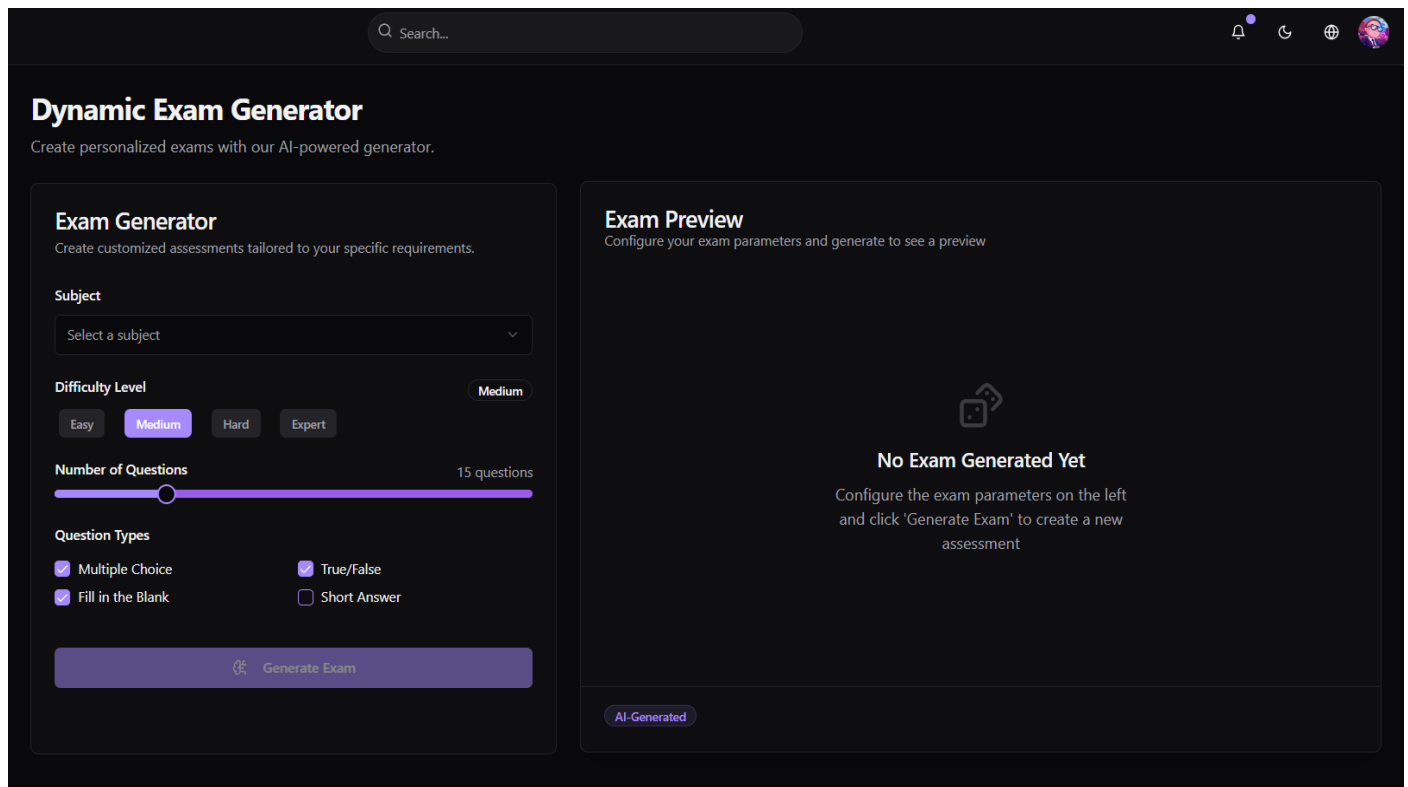 Search...
Dynamic Exam Generator
Create personalized exams with our AI-powered generator.
Exam Generator
Create customized assessments tailored to your specific requirements.
Subject
Select a subject
Difficulty Level
Medium
Easy
Medium
Hard
Expert
Number of Questions
15 questions
Question Types
Multiple Choice
True/False
Fill in the Blank
Short Answer
Generate Exam
Exam Preview
Configure your exam parameters and generate to see a preview
No Exam Generated Yet
Configure the exam parameters on the left
and click 'Generate Exam' to create a new
assessment
AI-Generated